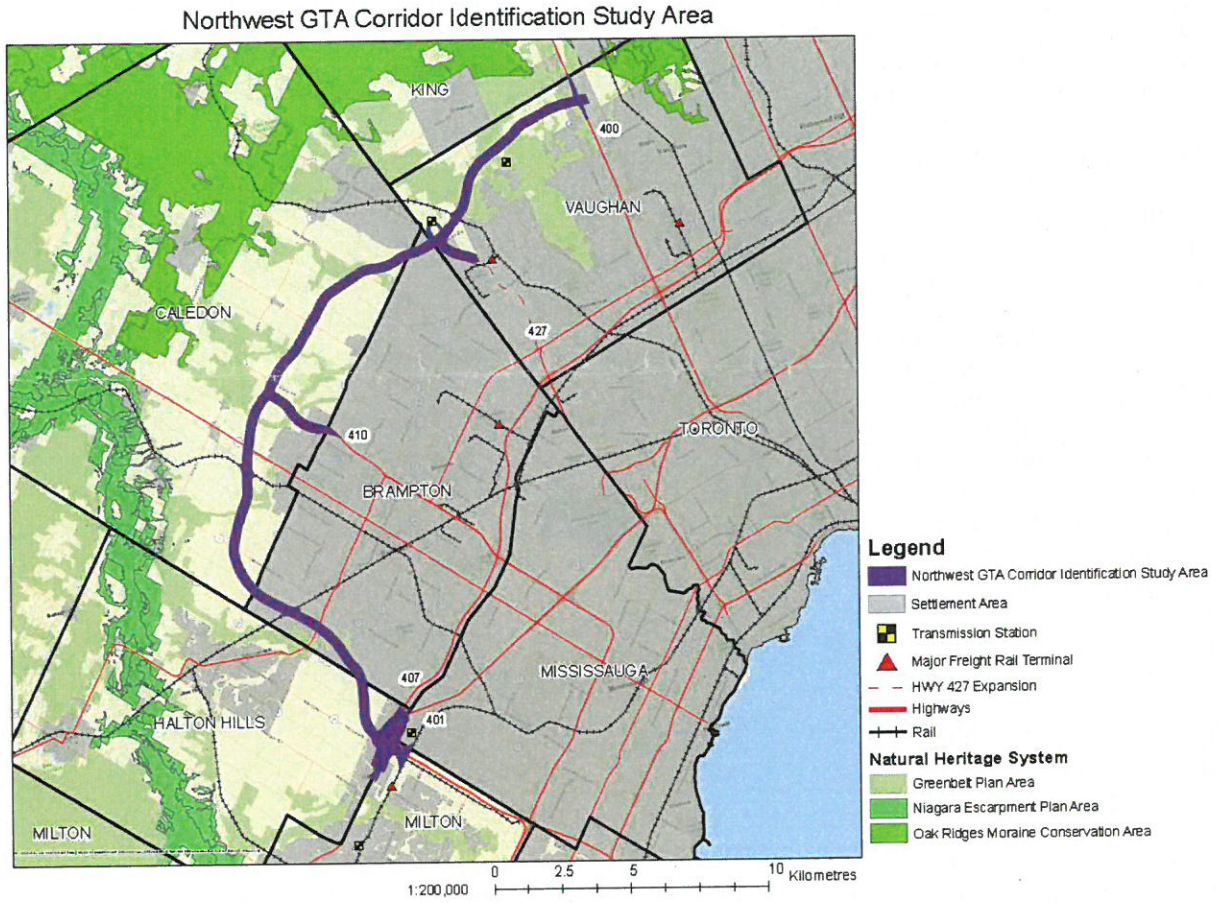 Northwest GTA Corridor Identification Study Area
KING
400
VAUGHAN
CALEDON
427
410
TORONTO
BRAMPTON
MISSISSAUGA
407
401
HALTON HILLS
MILTON
MILTON
Legend
Northwest GTA Corridor Identification Study Area
Settlement Area
Transmission Station
Major Freight Rail Terminal
HWY 427 Expansion
Highways
Rail
Natural Heritage System
Greenbelt Plan Area
Niagara Escarpment Plan Area
Oak Ridges Moraine Conservation Area
0 2.5 5 10 Kilometres
1:200,000